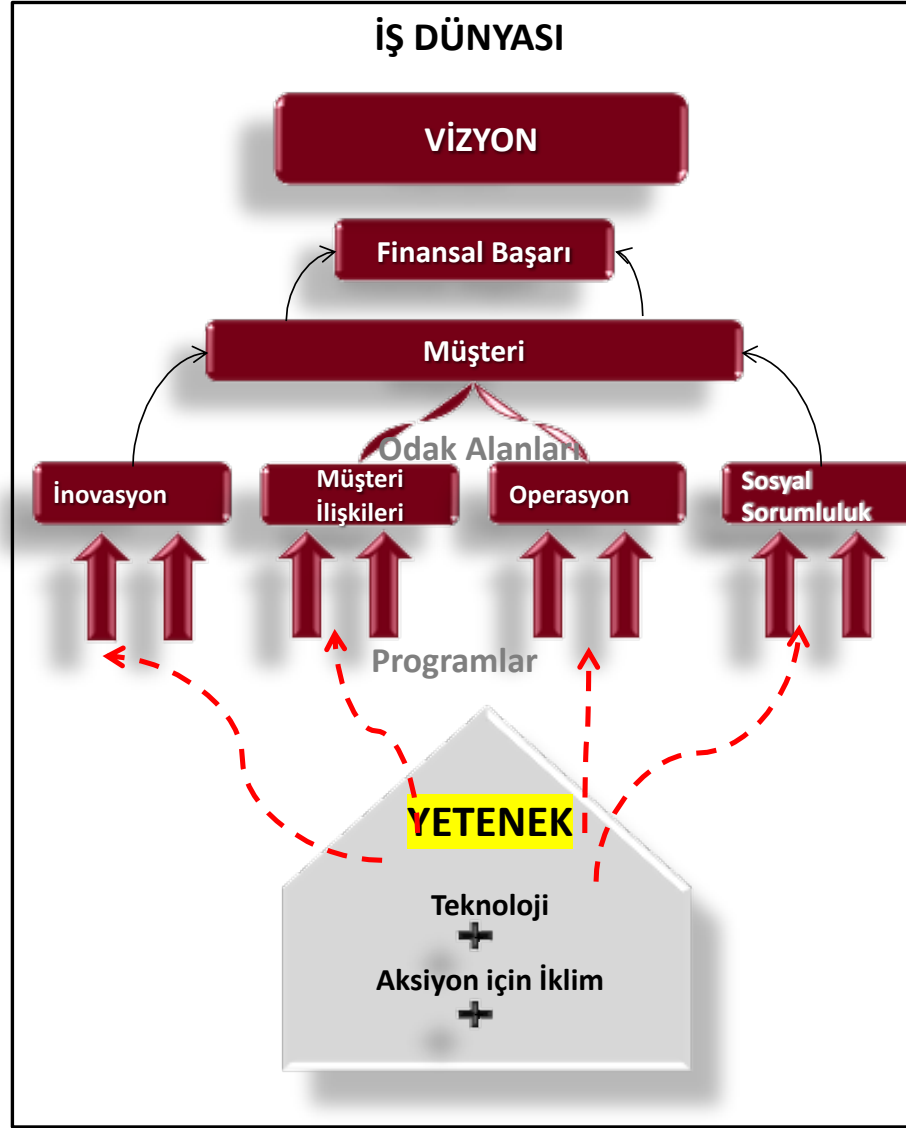 İŞ DÜNYASI
VİZYON
Finansal Başarı
Müşteri
Odak Alanları
İnovasyon
Müşteri
İlişkileri
Operasyon
Sosyal
Sorumluluk
Programlar
YETENEK
Teknoloji
+
Aksiyon için İklim
+